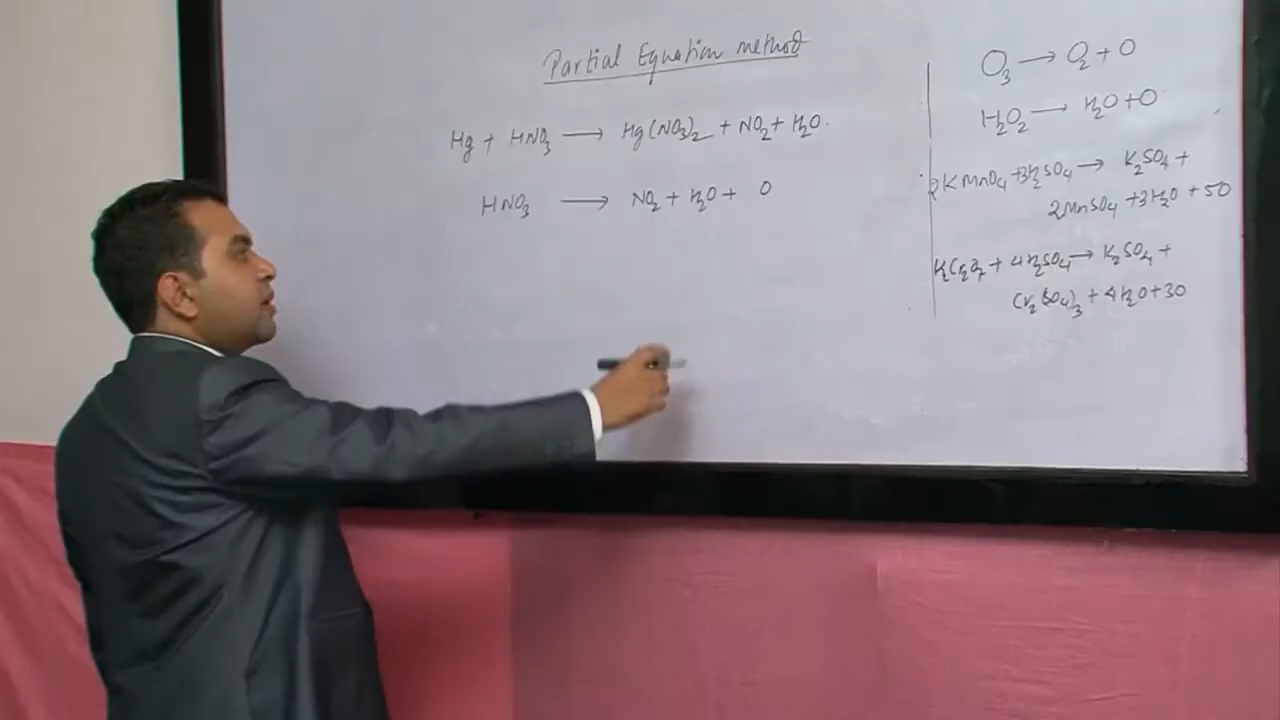 Partial Equation method
Hg + HNO₃ ⟶ Hg(NO₃)₂ + NO₂ + H₂O.
HNO₃ ⟶ NO₂ + H₂O + O
O₃ ⟶ O₂ + O
H₂O₂ ⟶ H₂O + O
2KMnO₄ + 3H₂SO₄ ⟶ K₂SO₄ +
2MnSO₄ + 3H₂O + 5O
K₂Cr₂O₇ + 4H₂SO₄ ⟶ K₂SO₄ +
Cr₂(SO₄)₃ + 4H₂O + 3O